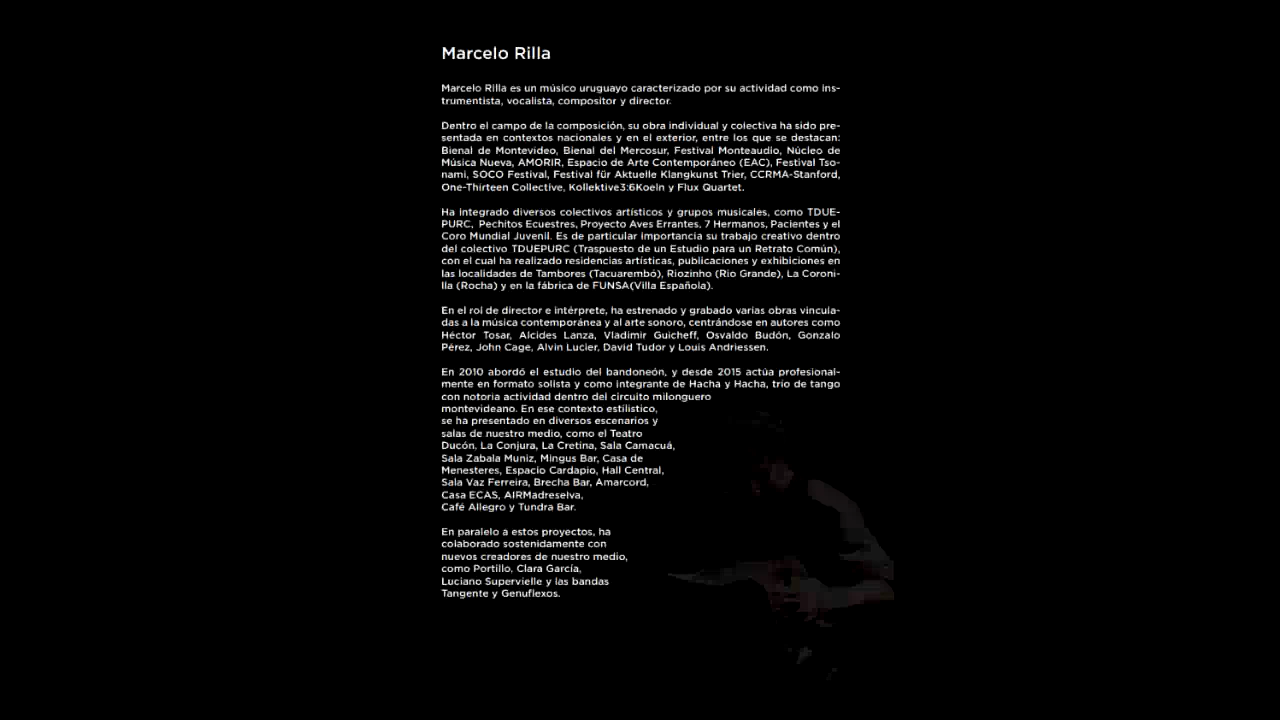 Marcelo Rilla
Marcelo Rilla es un músico uruguayo caracterizado por su actividad como ins-
trumentista, vocalista, compositor y director.
Dentro el campo de la composición, su obra individual y colectiva ha sido pre-
sentada en contextos nacionales y en el exterior, entre los que se destacan:
Bienal de Montevideo, Bienal del Mercosur, Festival Monteaudio, Núcleo de
Música Nueva, AMORIR, Espacio de Arte Contemporáneo (EAC), Festival Tso-
nami, SOCO Festival, Festival für Aktuelle Klangkunst Trier, CCRMA-Stanford,
One-Thirteen Collective, Kollektive3:6Koeln y Flux Quartet.
Ha integrado diversos colectivos artísticos y grupos musicales, como TDUE-
PURC, Pechitos Ecuestres, Proyecto Aves Errantes, 7 Hermanos, Pacientes y el
Coro Mundial Juvenil. Es de particular importancia su trabajo creativo dentro
del colectivo TDUEPURC (Traspuesto de un Estudio para un Retrato Común),
con el cual ha realizado residencias artísticas, publicaciones y exhibiciones en
las localidades de Tambores (Tacuarembó), Riozinho (Rio Grande), La Coroni-
lla (Rocha) y en la fábrica de FUNSA(Villa Española).
En el rol de director e intérprete, ha estrenado y grabado varias obras vincula-
das a la música contemporánea y al arte sonoro, centrándose en autores como
Héctor Tosar, Alcides Lanza, Vladimir Guicheff, Osvaldo Budón, Gonzalo
Pérez, John Cage, Alvin Lucier, David Tudor y Louis Andriessen.
En 2010 abordó el estudio del bandoneón, y desde 2015 actúa profesional-
mente en formato solista y como integrante de Hacha y Hacha, trío de tango
con notoria actividad dentro del circuito milonguero
montevideano. En ese contexto estilístico,
se ha presentado en diversos escenarios y
salas de nuestro medio, como el Teatro
Ducón, La Conjura, La Cretina, Sala Camacuá,
Sala Zabala Muniz, Mingus Bar, Casa de
Menesteres, Espacio Cardapio, Hall Central,
Sala Vaz Ferreira, Brecha Bar, Amarcord,
Casa ECAS, AIRMadreselva,
Café Allegro y Tundra Bar.
En paralelo a estos proyectos, ha
colaborado sostenidamente con
nuevos creadores de nuestro medio,
como Portillo, Clara García,
Luciano Supervielle y las bandas
Tangente y Genuflexos.